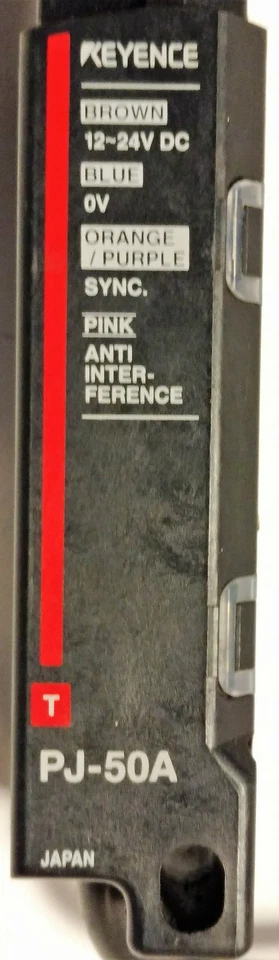 KEYENCE
BROWN
12~24V DC
BLUE
0V
ORANGE
/ PURPLE
SYNC.
PINK
ANTI
INTER-
FERENCE
T
PJ-50A
JAPAN